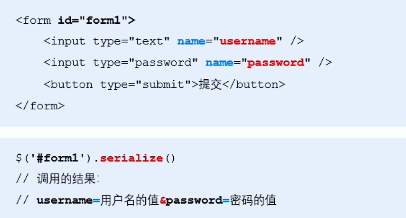 <form id="form1">
<input type="text" name="username" />
<input type="password" name="password" />
<button type="submit">提交</button>
</form>
$('#form1').serialize()
// 调用的结果：
// username=用户名的值&password=密码的值